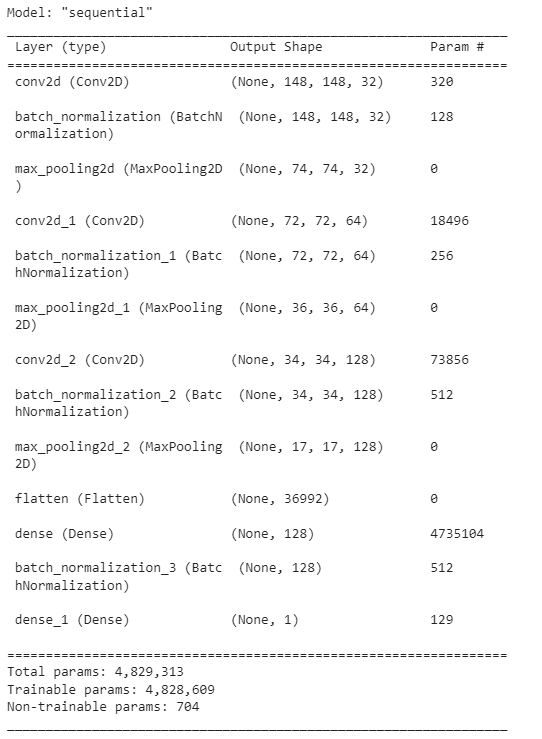 Model: "sequential"
_________________________________________________________________
Layer (type) Output Shape Param #
=================================================================
conv2d (Conv2D) (None, 148, 148, 32) 320
batch_normalization (BatchN (None, 148, 148, 32) 128
ormalization)
max_pooling2d (MaxPooling2D (None, 74, 74, 32) 0
)
conv2d_1 (Conv2D) (None, 72, 72, 64) 18496
batch_normalization_1 (Batc (None, 72, 72, 64) 256
hNormalization)
max_pooling2d_1 (MaxPooling (None, 36, 36, 64) 0
2D)
conv2d_2 (Conv2D) (None, 34, 34, 128) 73856
batch_normalization_2 (Batc (None, 34, 34, 128) 512
hNormalization)
max_pooling2d_2 (MaxPooling (None, 17, 17, 128) 0
2D)
flatten (Flatten) (None, 36992) 0
dense (Dense) (None, 128) 4735104
batch_normalization_3 (Batc (None, 128) 512
hNormalization)
dense_1 (Dense) (None, 1) 129
=================================================================
Total params: 4,829,313
Trainable params: 4,828,609
Non-trainable params: 704
_________________________________________________________________